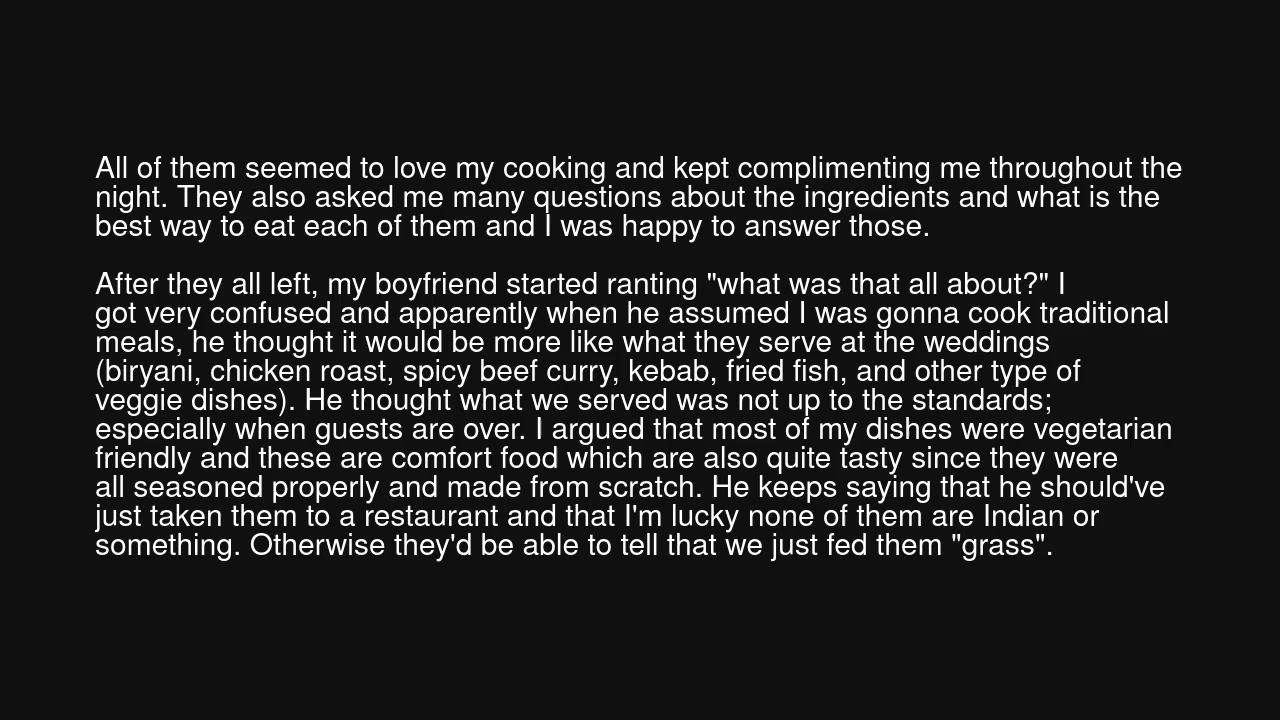 All of them seemed to love my cooking and kept complimenting me throughout the
night. They also asked me many questions about the ingredients and what is the
best way to eat each of them and I was happy to answer those.
After they all left, my boyfriend started ranting "what was that all about?" I
got very confused and apparently when he assumed I was gonna cook traditional
meals, he thought it would be more like what they serve at the weddings
(biryani, chicken roast, spicy beef curry, kebab, fried fish, and other type of
veggie dishes). He thought what we served was not up to the standards;
especially when guests are over. I argued that most of my dishes were vegetarian
friendly and these are comfort food which are also quite tasty since they were
all seasoned properly and made from scratch. He keeps saying that he should've
just taken them to a restaurant and that I'm lucky none of them are Indian or
something. Otherwise they'd be able to tell that we just fed them "grass".